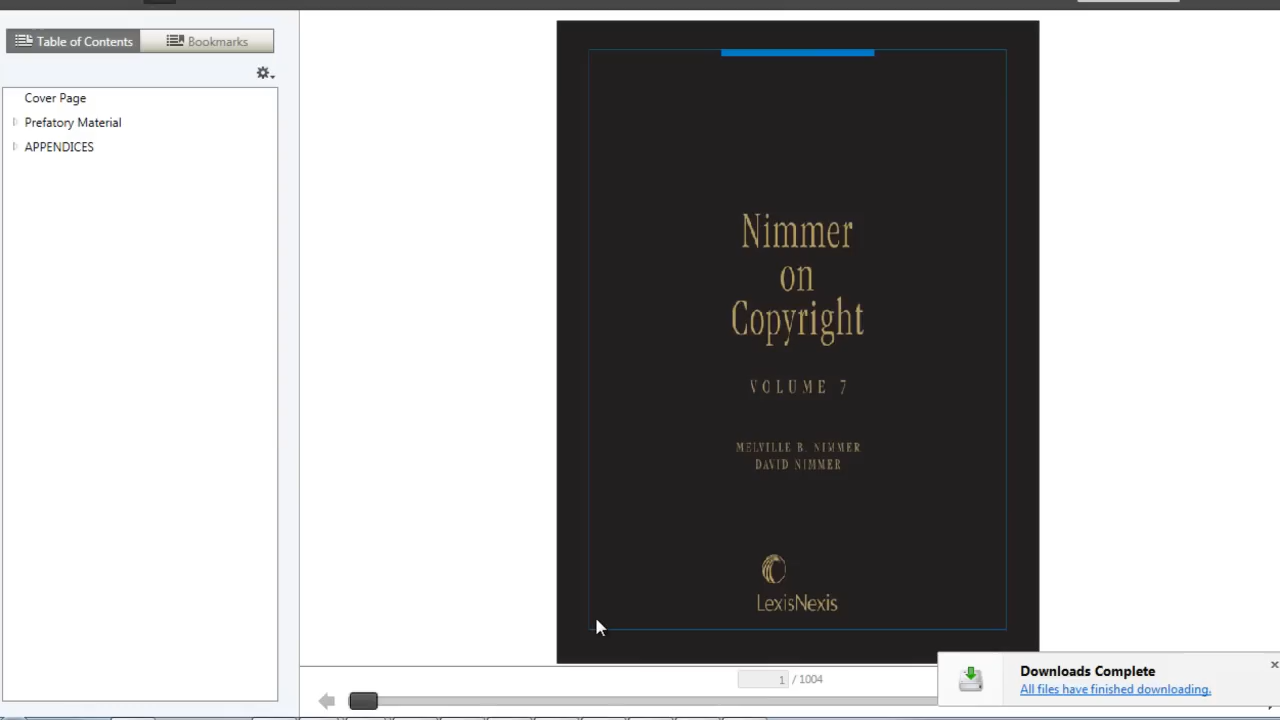 Table of Contents
Bookmarks
Cover Page
Prefatory Material
APPENDICES
Nimmer
on
Copyright
VOLUME 7
MELVILLE B. NIMMER
DAVID NIMMER
LexisNexis
1 / 1004
Downloads Complete
All files have finished downloading.